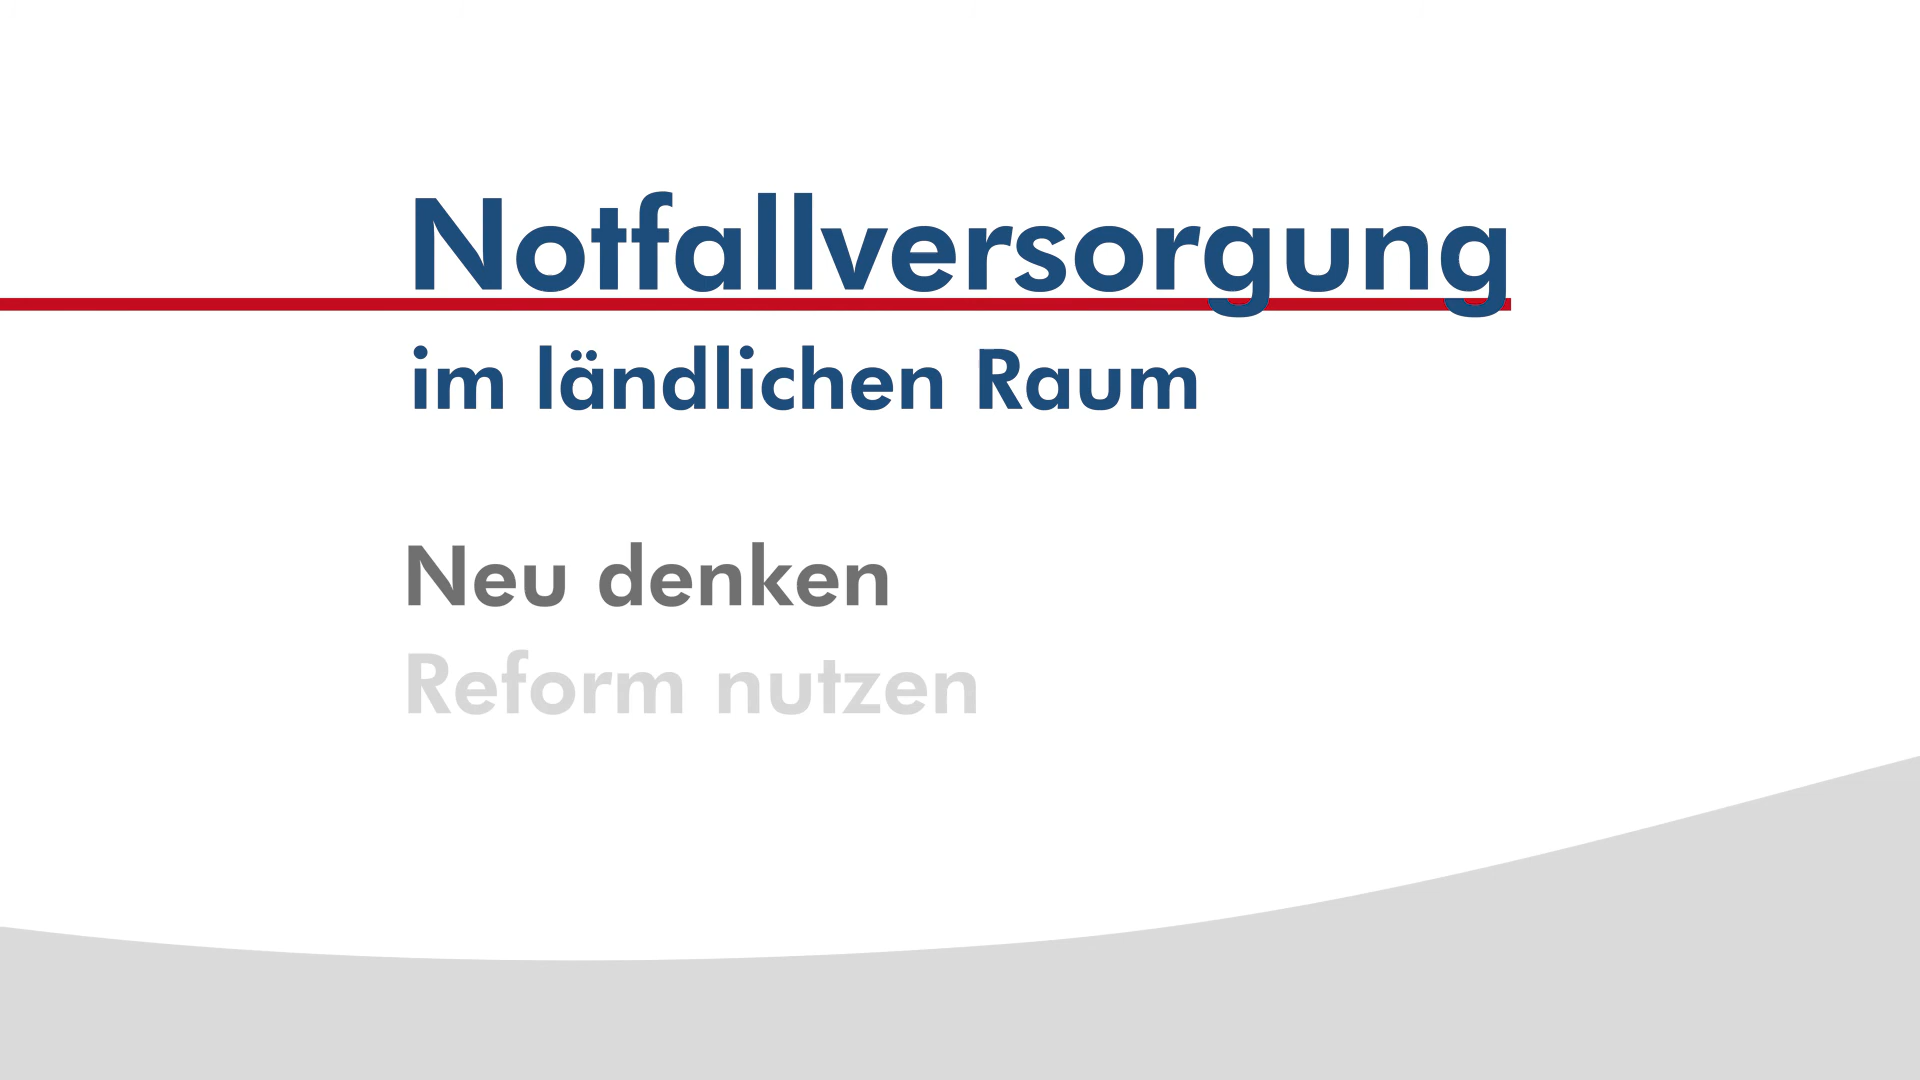 Notfallversorgung
im ländlichen Raum
Neu denken
Reform nutzen